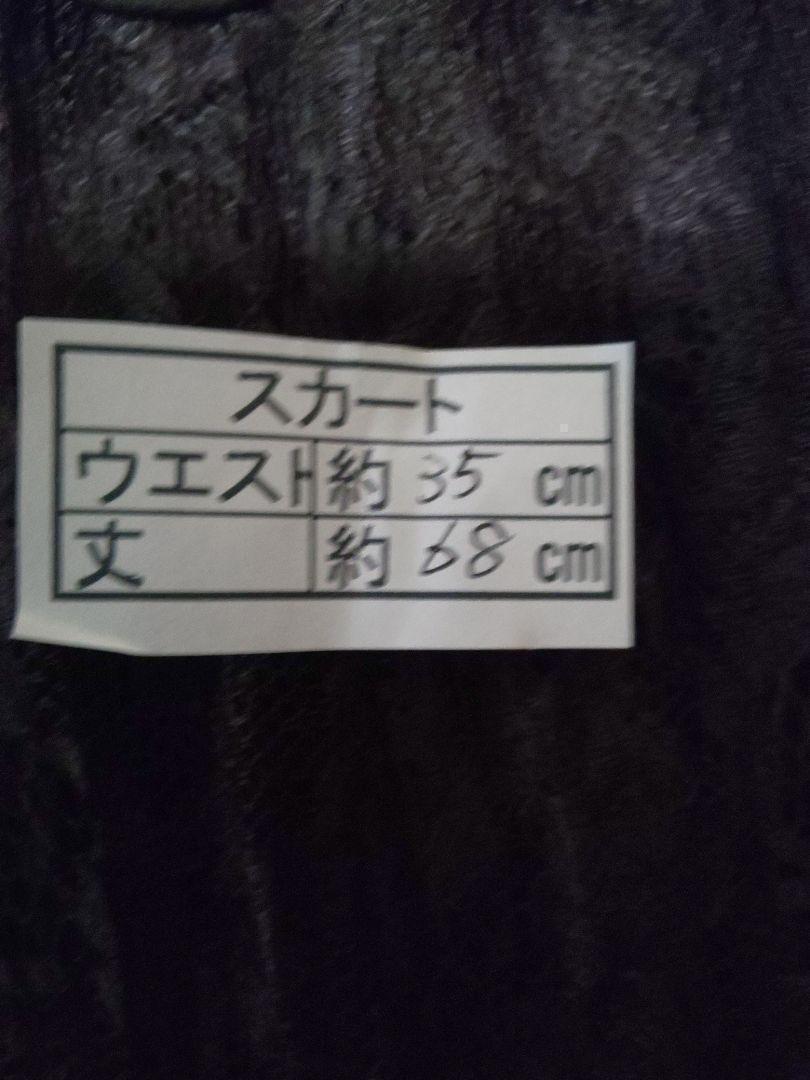 スカート
ウエスト 約 35 cm
丈 約 68 cm